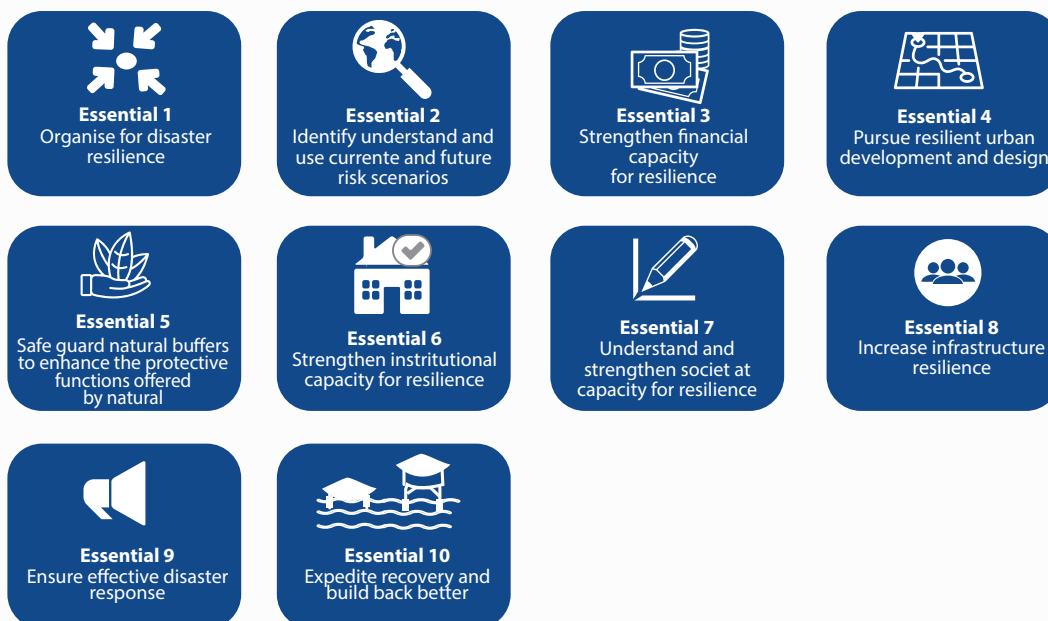 Essential 1
Organise for disaster
resilience
Essential 2
Identify understand and
use currente and future
risk scenarios
Essential 3
Strengthen financial
capacity
for resilience
Essential 4
Pursue resilient urban
development and design
Essential 5
Safe guard natural buffers
to enhance the protective
functions offered
by natural
Essential 6
Strengthen instritutional
capacity for resilience
Essential 7
Understand and
strengthen societ at
capacity for resilience
Essential 8
Increase infrastructure
resilience
Essential 9
Ensure effective disaster
response
Essential 10
Expedite recovery and
build back better